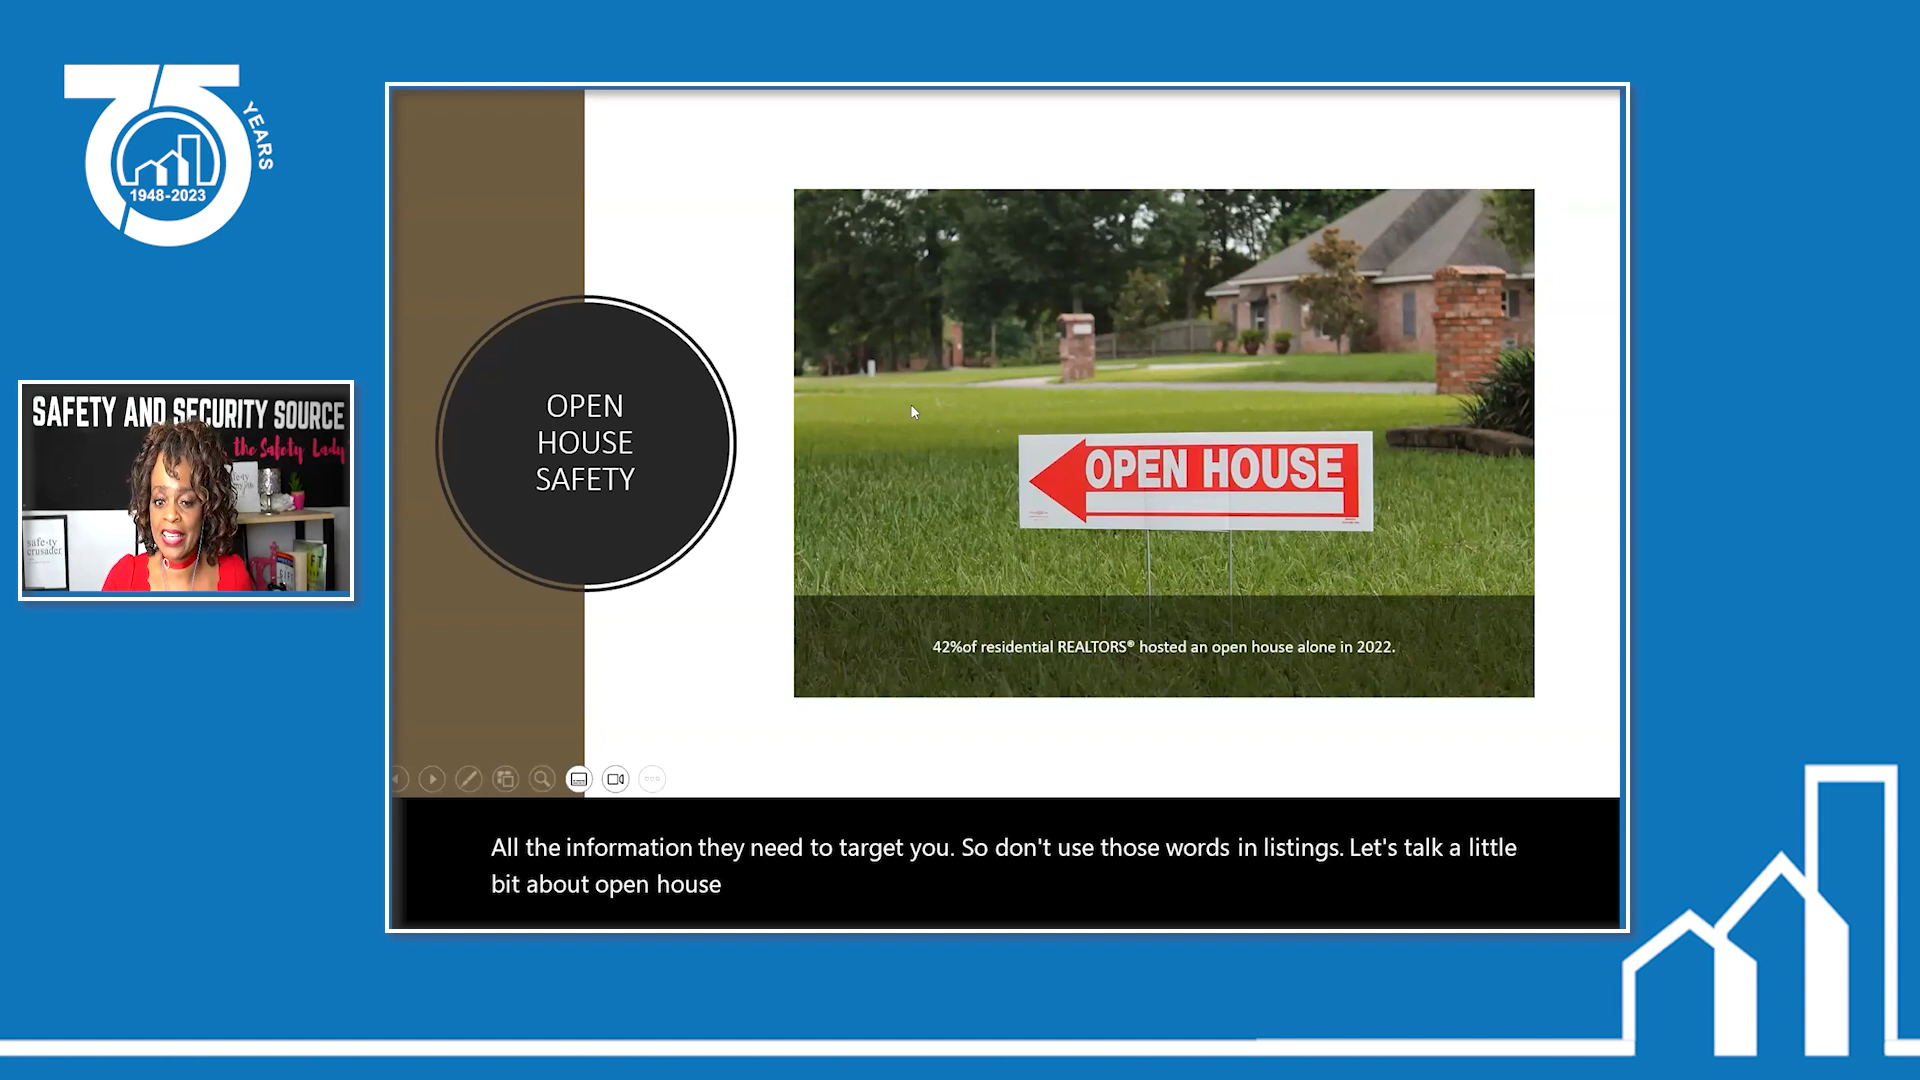 75
YEARS
1948-2023
SAFETY AND SECURITY SOURCE
the Safety Lady
safe·ty
crusader
OPEN
HOUSE
SAFETY
OPEN HOUSE
42%of residential REALTORS® hosted an open house alone in 2022.
All the information they need to target you. So don't use those words in listings. Let's talk a little
bit about open house